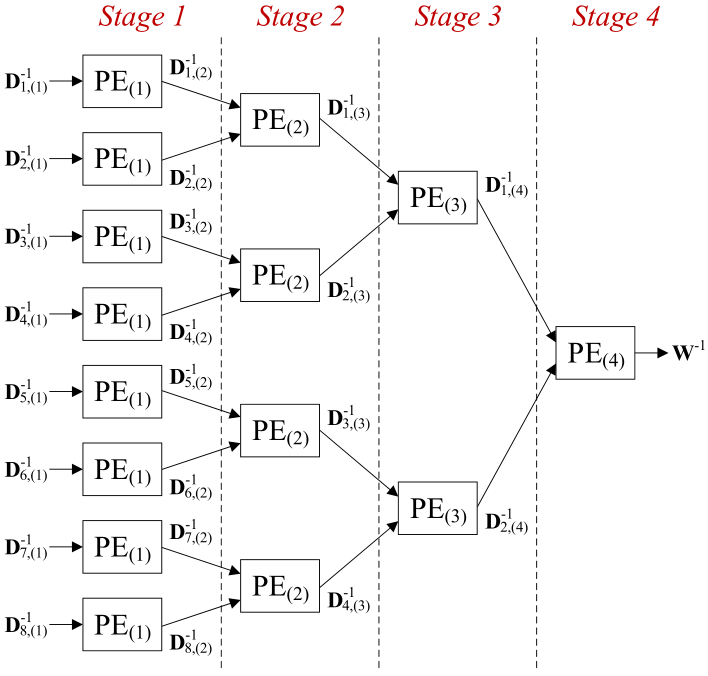 Stage 1 Stage 2 Stage 3 Stage 4
D⁻¹₁,₍₁₎ PE₍₁₎ D⁻¹₁,₍₂₎
PE₍₂₎ D⁻¹₁,₍₃₎
D⁻¹₂,₍₁₎ PE₍₁₎ D⁻¹₂,₍₂₎
PE₍₃₎ D⁻¹₁,₍₄₎
D⁻¹₃,₍₁₎ PE₍₁₎ D⁻¹₃,₍₂₎
PE₍₂₎ D⁻¹₂,₍₃₎
D⁻¹₄,₍₁₎ PE₍₁₎ D⁻¹₄,₍₂₎
PE₍₄₎ W⁻¹
D⁻¹₅,₍₁₎ PE₍₁₎ D⁻¹₅,₍₂₎
PE₍₂₎ D⁻¹₃,₍₃₎
D⁻¹₆,₍₁₎ PE₍₁₎ D⁻¹₆,₍₂₎
PE₍₃₎ D⁻¹₂,₍₄₎
D⁻¹₇,₍₁₎ PE₍₁₎ D⁻¹₇,₍₂₎
PE₍₂₎ D⁻¹₄,₍₃₎
D⁻¹₈,₍₁₎ PE₍₁₎ D⁻¹₈,₍₂₎